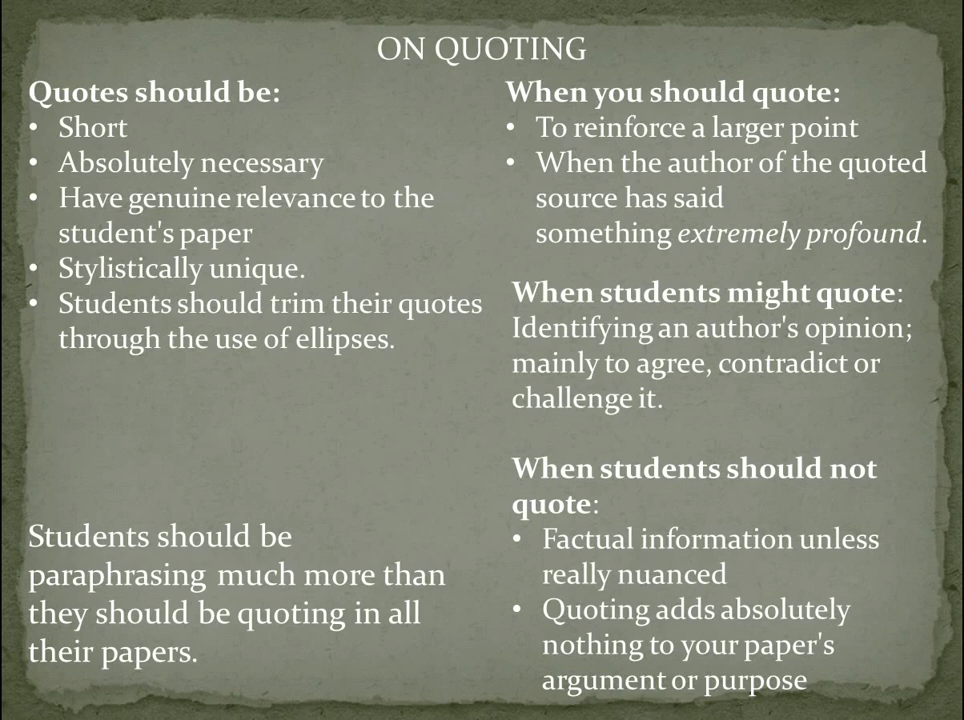 ON QUOTING
Quotes should be:
• Short
• Absolutely necessary
• Have genuine relevance to the
student's paper
• Stylistically unique.
• Students should trim their quotes
through the use of ellipses.
Students should be
paraphrasing much more than
they should be quoting in all
their papers.
When you should quote:
• To reinforce a larger point
• When the author of the quoted
source has said
something extremely profound.
When students might quote:
Identifying an author's opinion;
mainly to agree, contradict or
challenge it.
When students should not
quote:
• Factual information unless
really nuanced
• Quoting adds absolutely
nothing to your paper's
argument or purpose